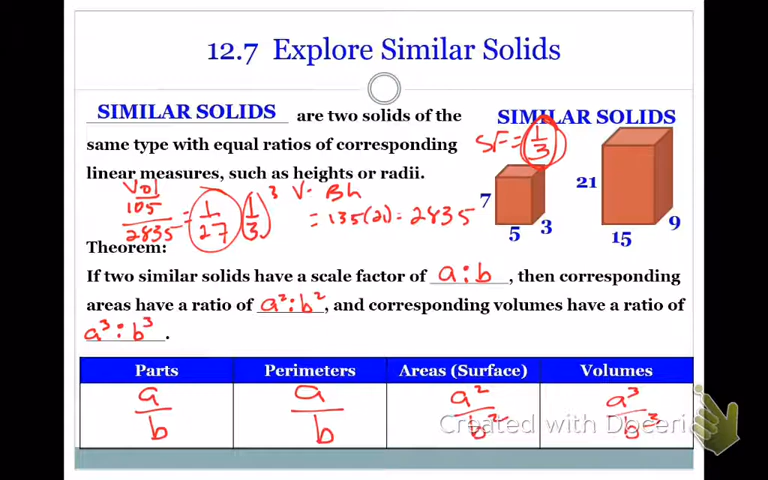 12.7 Explore Similar Solids
SIMILAR SOLIDS are two solids of the
same type with equal ratios of corresponding
linear measures, such as heights or radii.
SIMILAR SOLIDS
SF = 1/3
7
5
3
21
15
9
Vol
105/2835 = 1/27 (1/3)³
V = Bh
= 135(21) = 2835
Theorem:
If two similar solids have a scale factor of a:b, then corresponding
areas have a ratio of a²:b², and corresponding volumes have a ratio of
a³:b³.
Parts Perimeters Areas (Surface) Volumes
a/b a/b a²/b² a³/b³
Created with Doceri